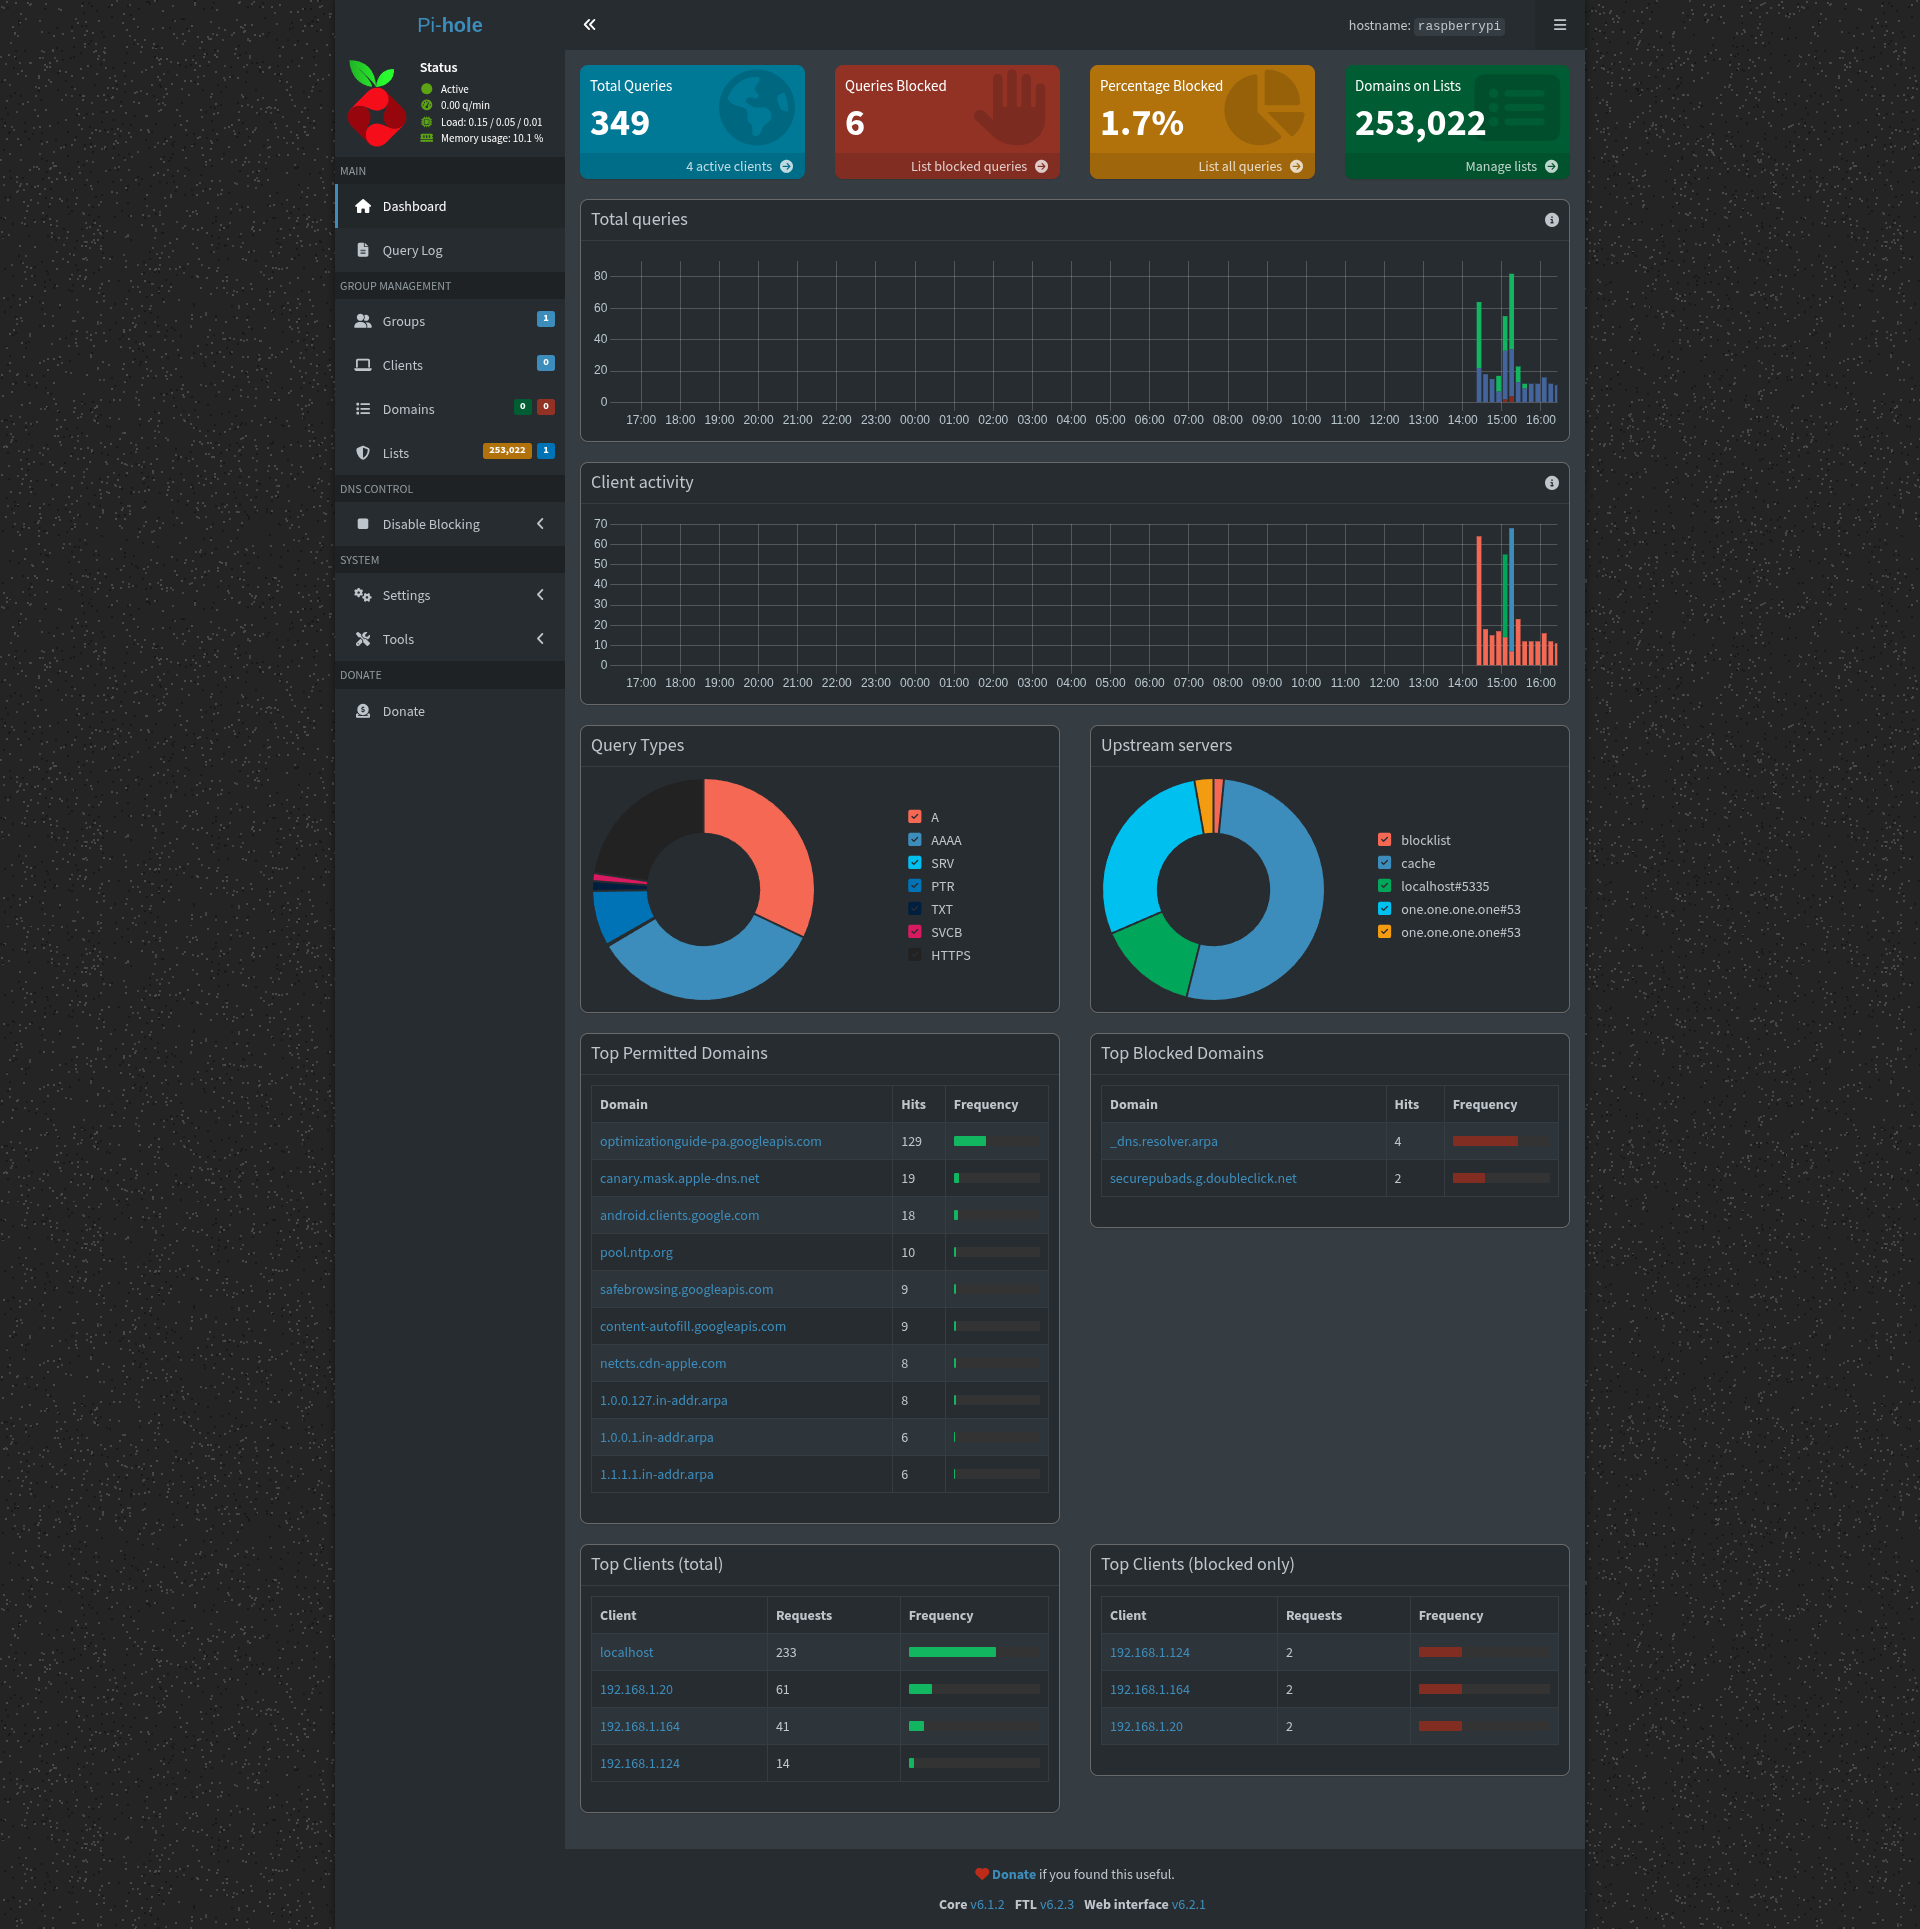 Pi-hole
hostname: raspberrypi
Status
Active
0.00 q/min
Load: 0.15 / 0.05 / 0.01
Memory usage: 10.1 %
MAIN
Dashboard
Query Log
GROUP MANAGEMENT
Groups 1
Clients 0
Domains 0 0
Lists 253,022 1
DNS CONTROL
Disable Blocking
SYSTEM
Settings
Tools
DONATE
Donate
Total Queries
349
4 active clients
Queries Blocked
6
List blocked queries
Percentage Blocked
1.7%
List all queries
Domains on Lists
253,022
Manage lists
Total queries
80
60
40
20
0
17:00 18:00 19:00 20:00 21:00 22:00 23:00 00:00 01:00 02:00 03:00 04:00 05:00 06:00 07:00 08:00 09:00 10:00 11:00 12:00 13:00 14:00 15:00 16:00
Client activity
70
60
50
40
30
20
10
0
17:00 18:00 19:00 20:00 21:00 22:00 23:00 00:00 01:00 02:00 03:00 04:00 05:00 06:00 07:00 08:00 09:00 10:00 11:00 12:00 13:00 14:00 15:00 16:00
Query Types
A
AAAA
SRV
PTR
TXT
SVCB
HTTPS
Upstream servers
blocklist
cache
localhost#5335
one.one.one.one#53
one.one.one.one#53
Top Permitted Domains
Domain Hits Frequency
optimizationguide-pa.googleapis.com 129
canary.mask.apple-dns.net 19
android.clients.google.com 18
pool.ntp.org 10
safebrowsing.googleapis.com 9
content-autofill.googleapis.com 9
netcts.cdn-apple.com 8
1.0.0.127.in-addr.arpa 8
1.0.0.1.in-addr.arpa 6
1.1.1.1.in-addr.arpa 6
Top Blocked Domains
Domain Hits Frequency
_dns.resolver.arpa 4
securepubads.g.doubleclick.net 2
Top Clients (total)
Client Requests Frequency
localhost 233
192.168.1.20 61
192.168.1.164 41
192.168.1.124 14
Top Clients (blocked only)
Client Requests Frequency
192.168.1.124 2
192.168.1.164 2
192.168.1.20 2
Donate if you found this useful.
Core v6.1.2 FTL v6.2.3 Web interface v6.2.1